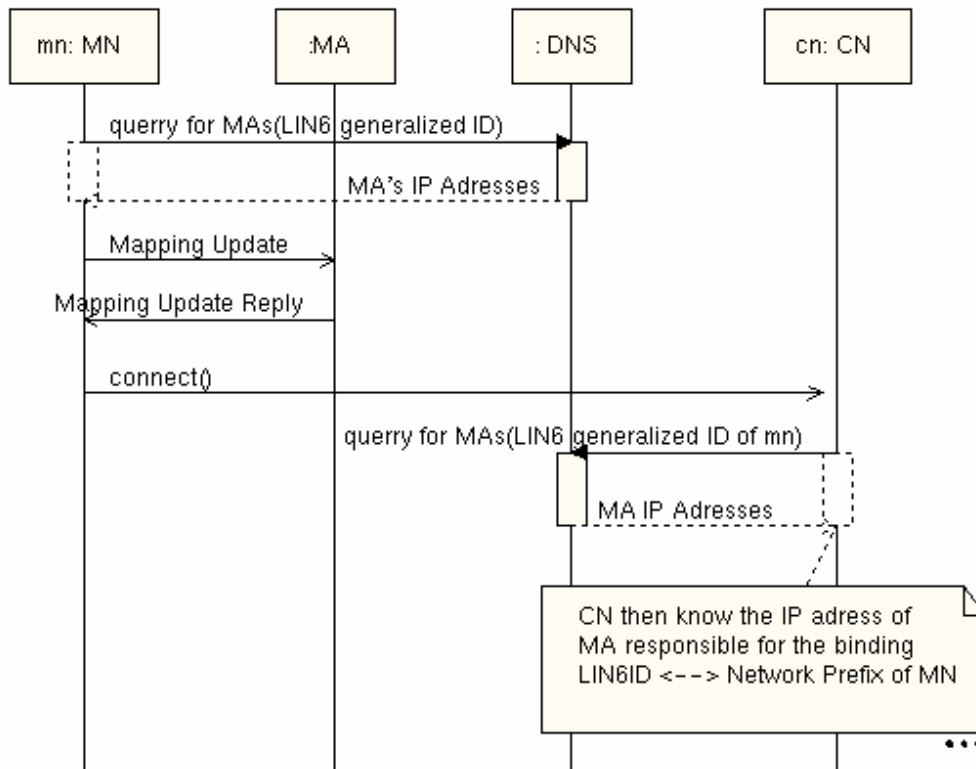 mn: MN
:MA
: DNS
cn: CN
querry for MAs(LIN6 generalized ID)
MA's IP Adresses
Mapping Update
Mapping Update Reply
connect()
querry for MAs(LIN6 generalized ID of mn)
MA IP Adresses
CN then know the IP adress of
MA responsible for the binding
LIN6ID <--> Network Prefix of MN
...